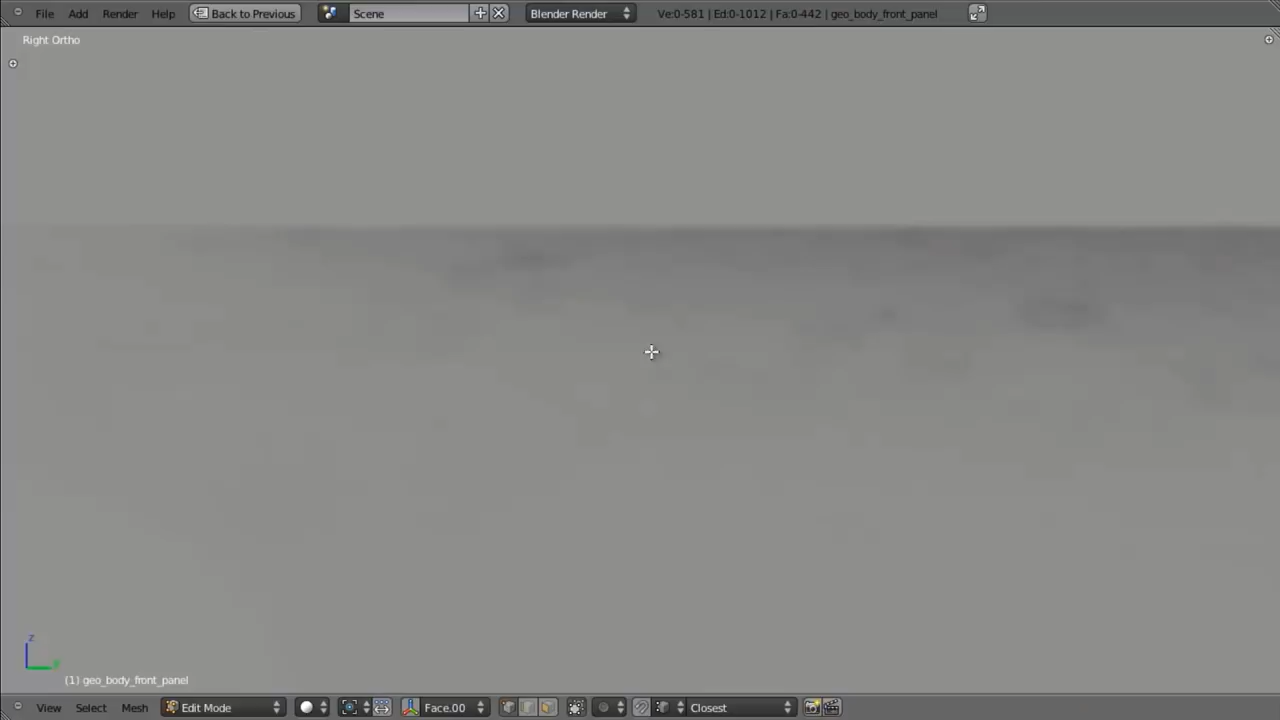 File Add Render Help Back to Previous Scene Blender Render Ve:0-581 | Ed:0-1012 | Fa:0-442 | geo_body_front_panel
Right Ortho
z
y
(1) geo_body_front_panel
View Select Mesh Edit Mode Face.00 Closest